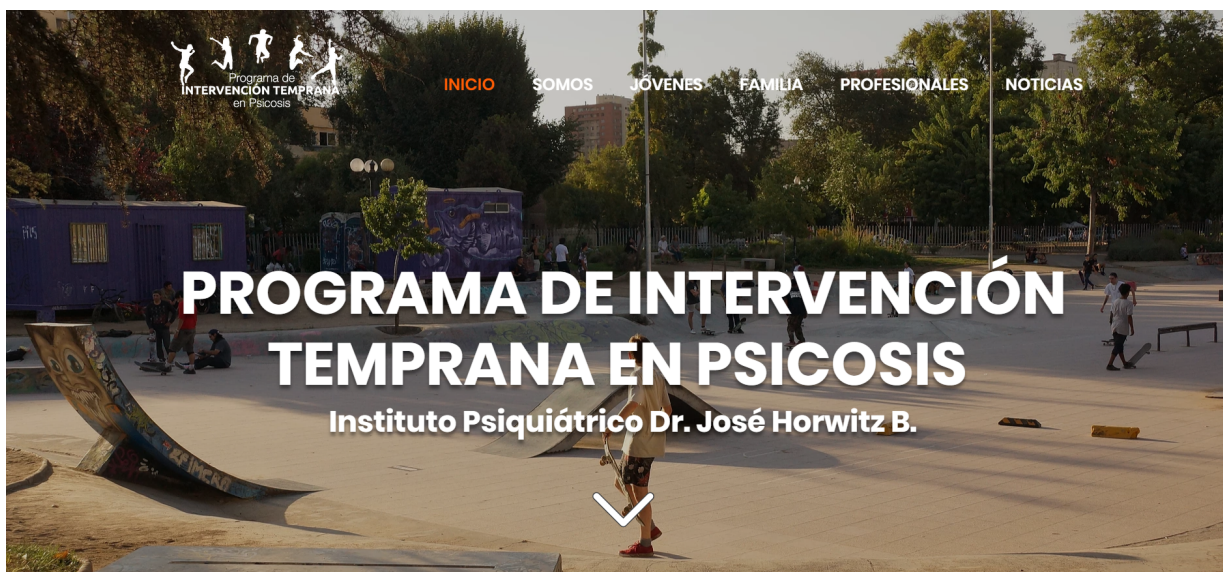 Programa de
INTERVENCIÓN TEMPRANA
en Psicosis
INICIO SOMOS JÓVENES FAMILIA PROFESIONALES NOTICIAS
PROGRAMA DE INTERVENCIÓN
TEMPRANA EN PSICOSIS
Instituto Psiquiátrico Dr. José Horwitz B.